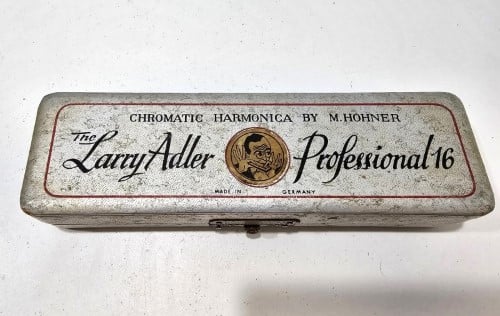 CHROMATIC HARMONICA BY M. HOHNER
The Larry Adler Professional 16
MADE IN GERMANY